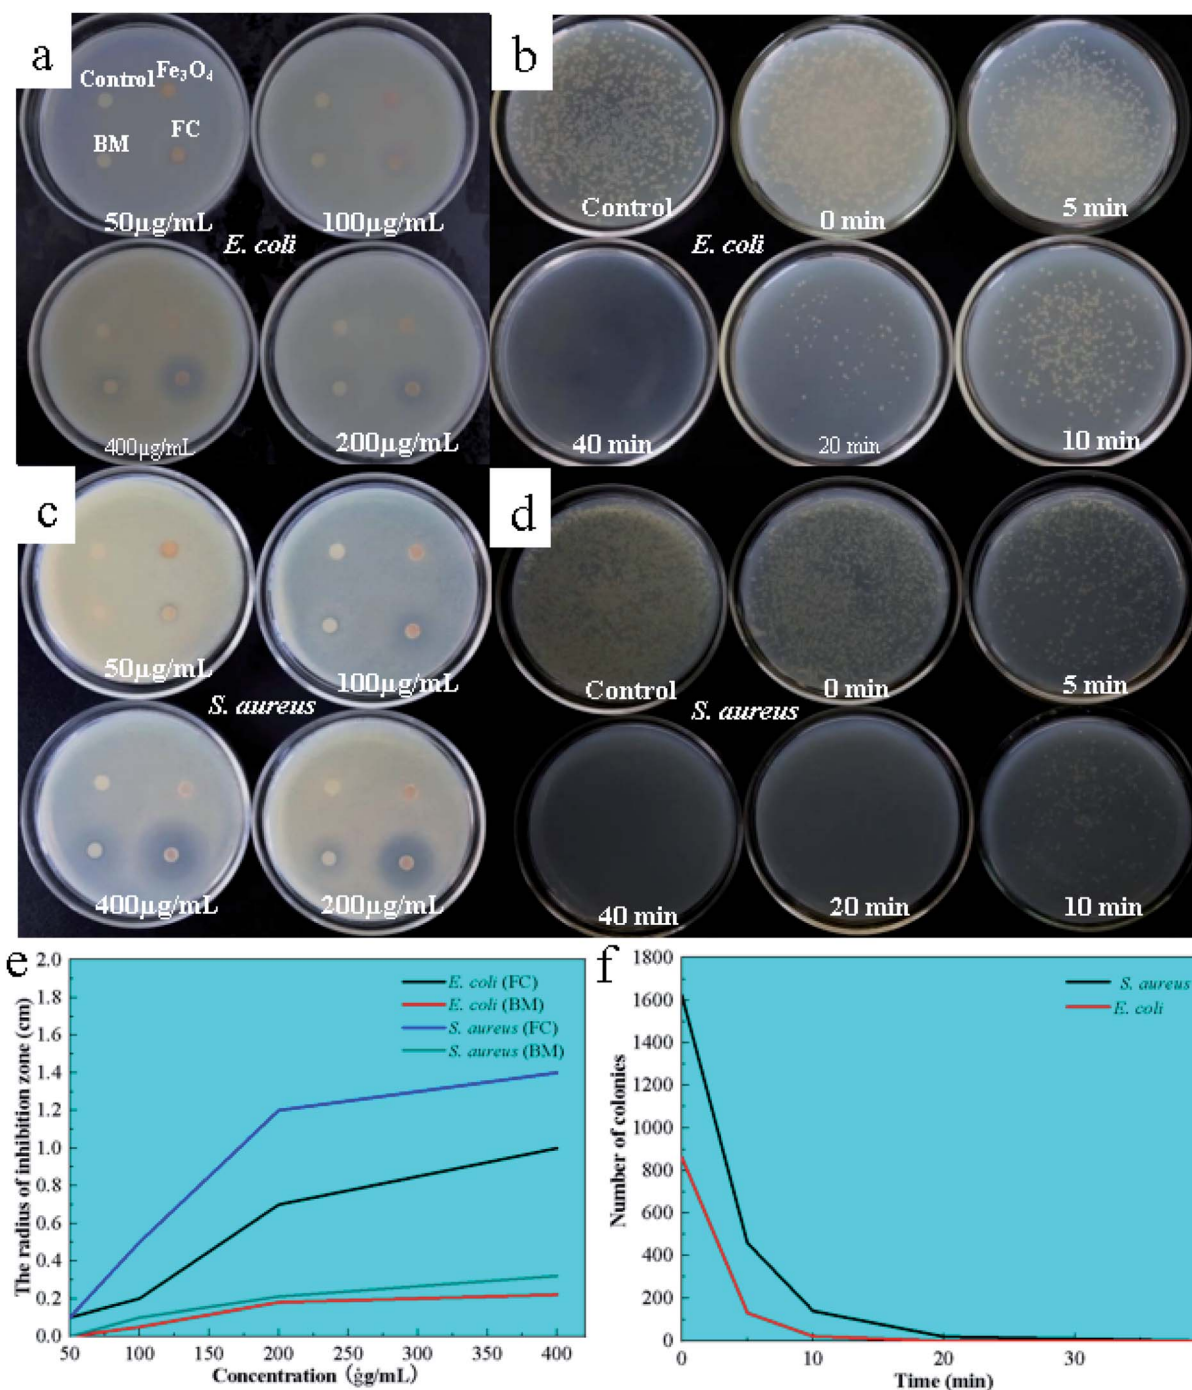 a
b
Control Fe₃O₄
BM FC
50µg/mL
100µg/mL
E. coli
400µg/mL
200µg/mL
Control
0 min
5 min
E. coli
40 min
20 min
10 min
c
d
50µg/mL
100µg/mL
S. aureus
400µg/mL
200µg/mL
Control
0 min
5 min
S. aureus
40 min
20 min
10 min
e
The radius of inhibition zone (cm)
2.0
1.8
1.6
1.4
1.2
1.0
0.8
0.6
0.4
0.2
0.0
E. coli (FC)
E. coli (BM)
S. aureus (FC)
S. aureus (BM)
50 100 150 200 250 300 350 400
Concentration (ġg/mL)
f
Number of colonies
1800
1600
1400
1200
1000
800
600
400
200
0
S. aureus
E. coli
0 10 20 30
Time (min)